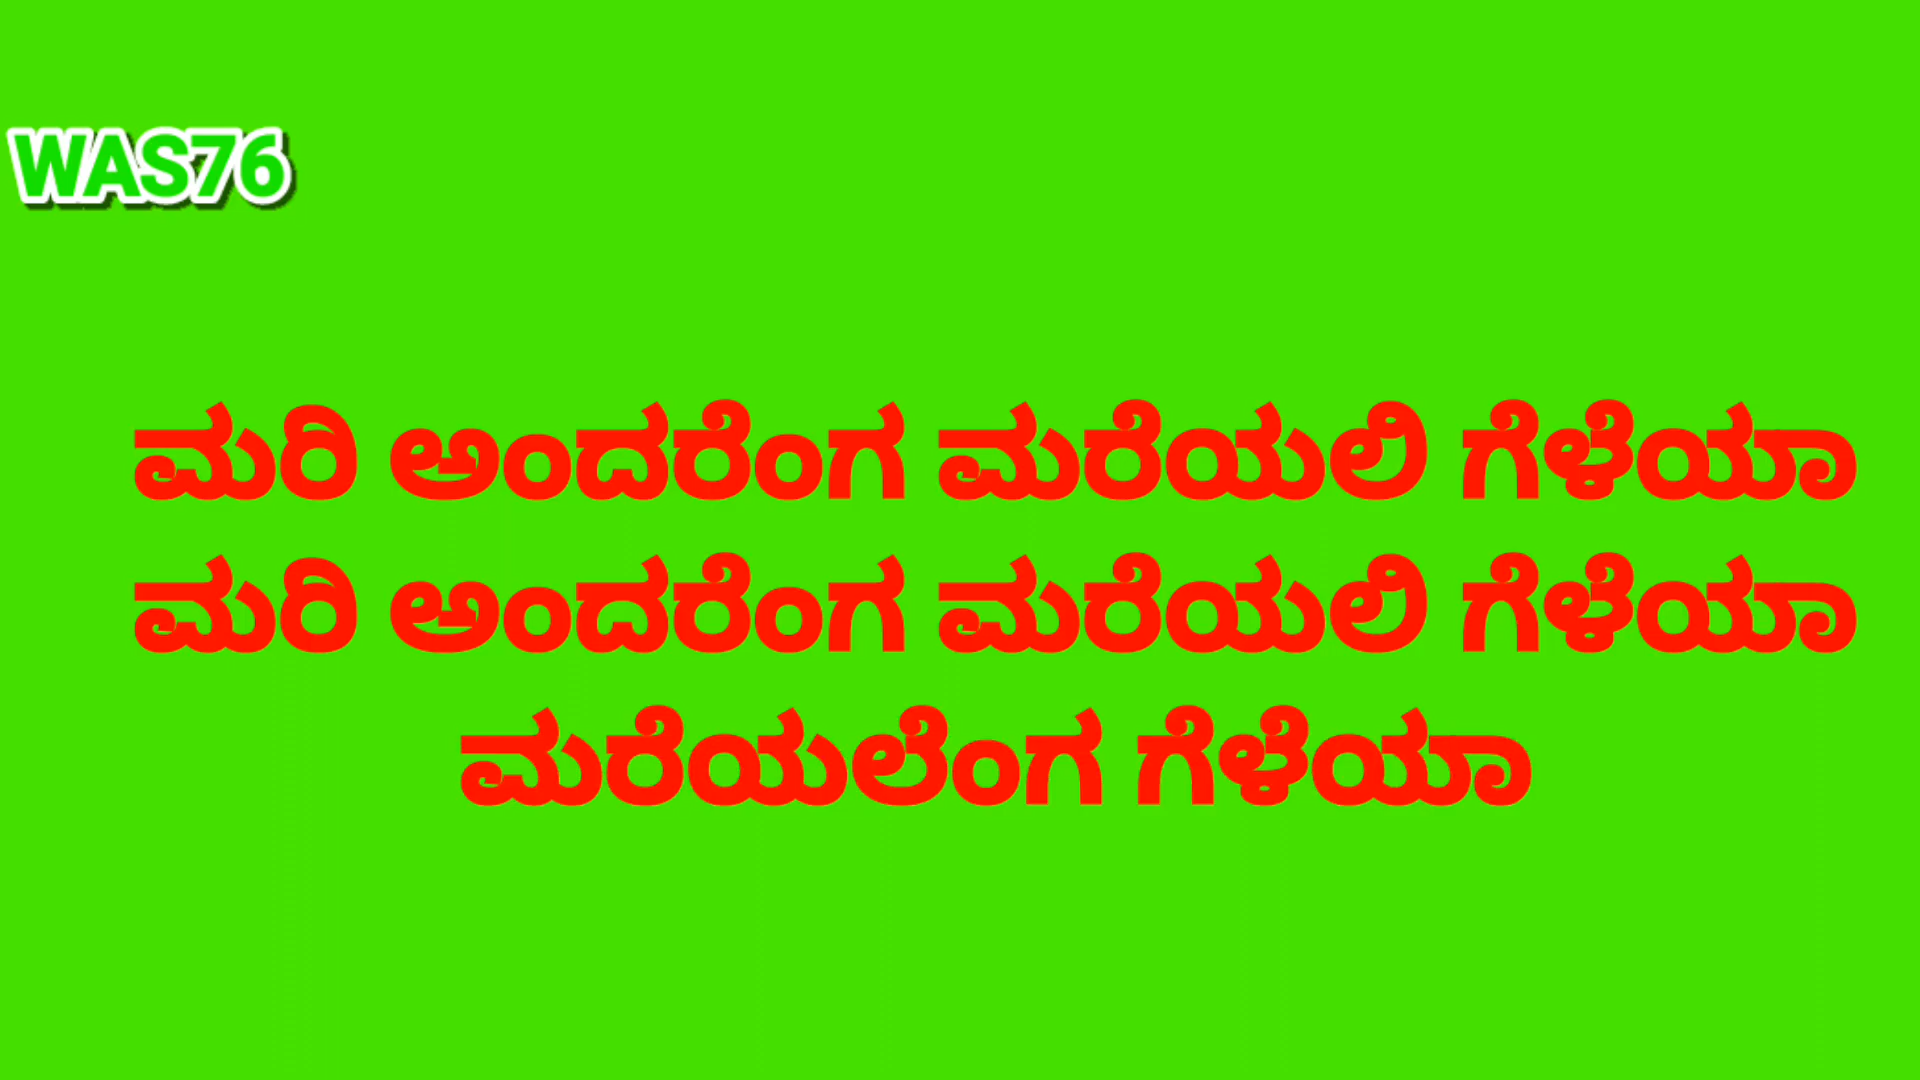 WAS76
ಮರಿ ಅಂದರೆಂಗ ಮರೆಯಲಿ ಗೆಳೆಯಾ
ಮರಿ ಅಂದರೆಂಗ ಮರೆಯಲಿ ಗೆಳೆಯಾ
ಮರೆಯಲೆಂಗ ಗೆಳೆಯಾ